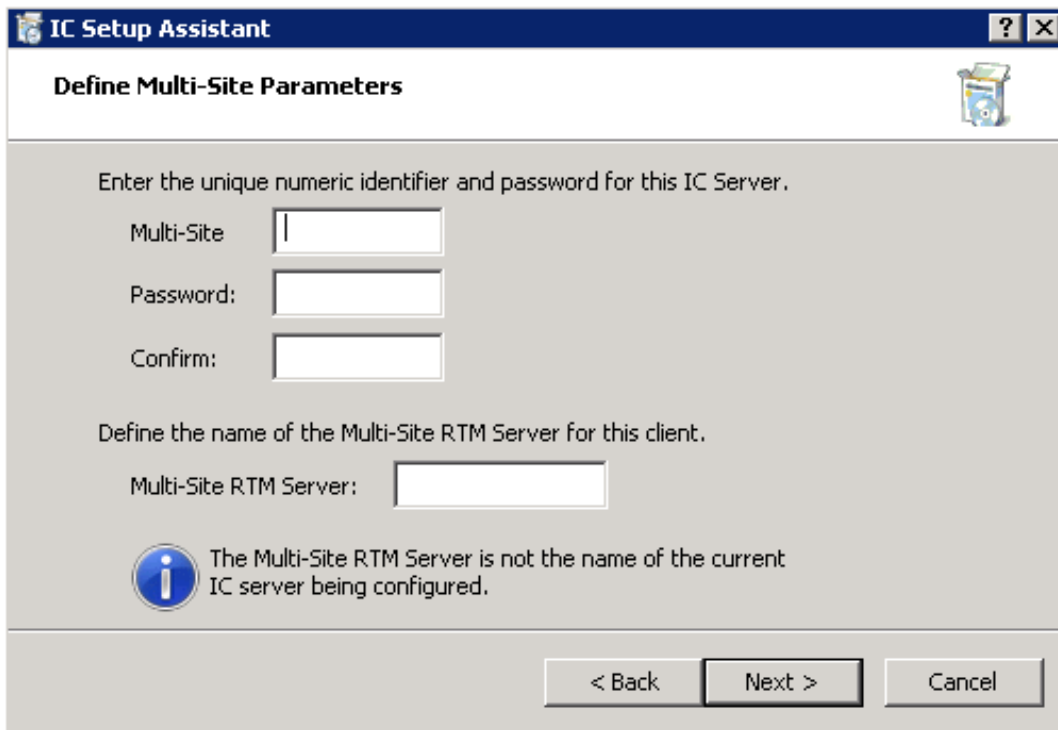 IC Setup Assistant
Define Multi-Site Parameters
Enter the unique numeric identifier and password for this IC Server.
Multi-Site
Password:
Confirm:
Define the name of the Multi-Site RTM Server for this client.
Multi-Site RTM Server:
The Multi-Site RTM Server is not the name of the current
IC server being configured.
< Back Next > Cancel